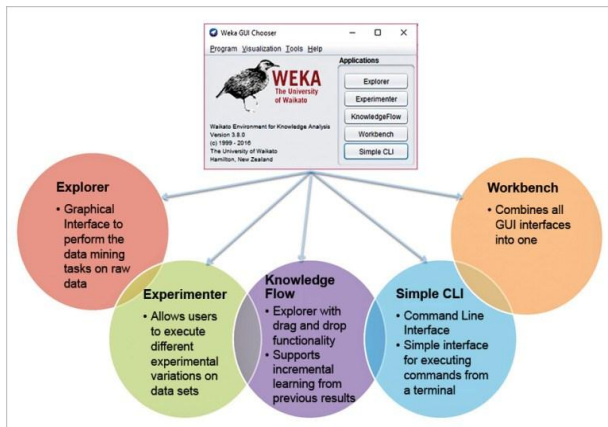 Weka GUI Chooser
Program Visualization Tools Help
WEKA
The University
of Waikato
Waikato Environment for Knowledge Analysis
Version 3.8.0
(c) 1999 - 2016
The University of Waikato
Hamilton, New Zealand
Applications
Explorer
Experimenter
KnowledgeFlow
Workbench
Simple CLI
Explorer
• Graphical
Interface to
perform the
data mining
tasks on raw
data
Experimenter
• Allows users
to execute
different
experimental
variations on
data sets
Knowledge
Flow
• Explorer with
drag and drop
functionality
• Supports
incremental
learning from
previous results
Simple CLI
• Command Line
Interface
• Simple interface
for executing
commands from
a terminal
Workbench
• Combines all
GUI interfaces
into one